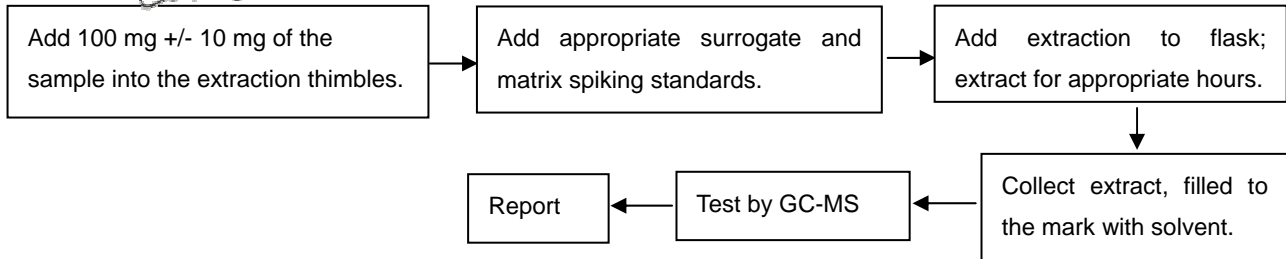 Add 100 mg +/- 10 mg of the
sample into the extraction thimbles.
Add appropriate surrogate and
matrix spiking standards.
Add extraction to flask;
extract for appropriate hours.
Collect extract, filled to
the mark with solvent.
Test by GC-MS
Report